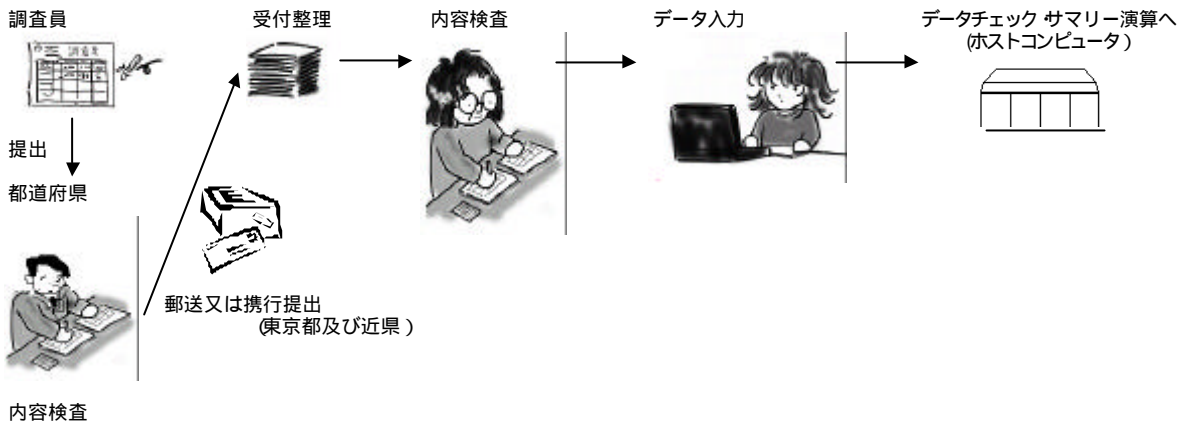 調査員
受付整理
内容検査
データ入力
データチェック サマリー演算へ
(ホストコンピュータ)
提出
都道府県
郵送又は携行提出
(東京都及び近県)
内容検査